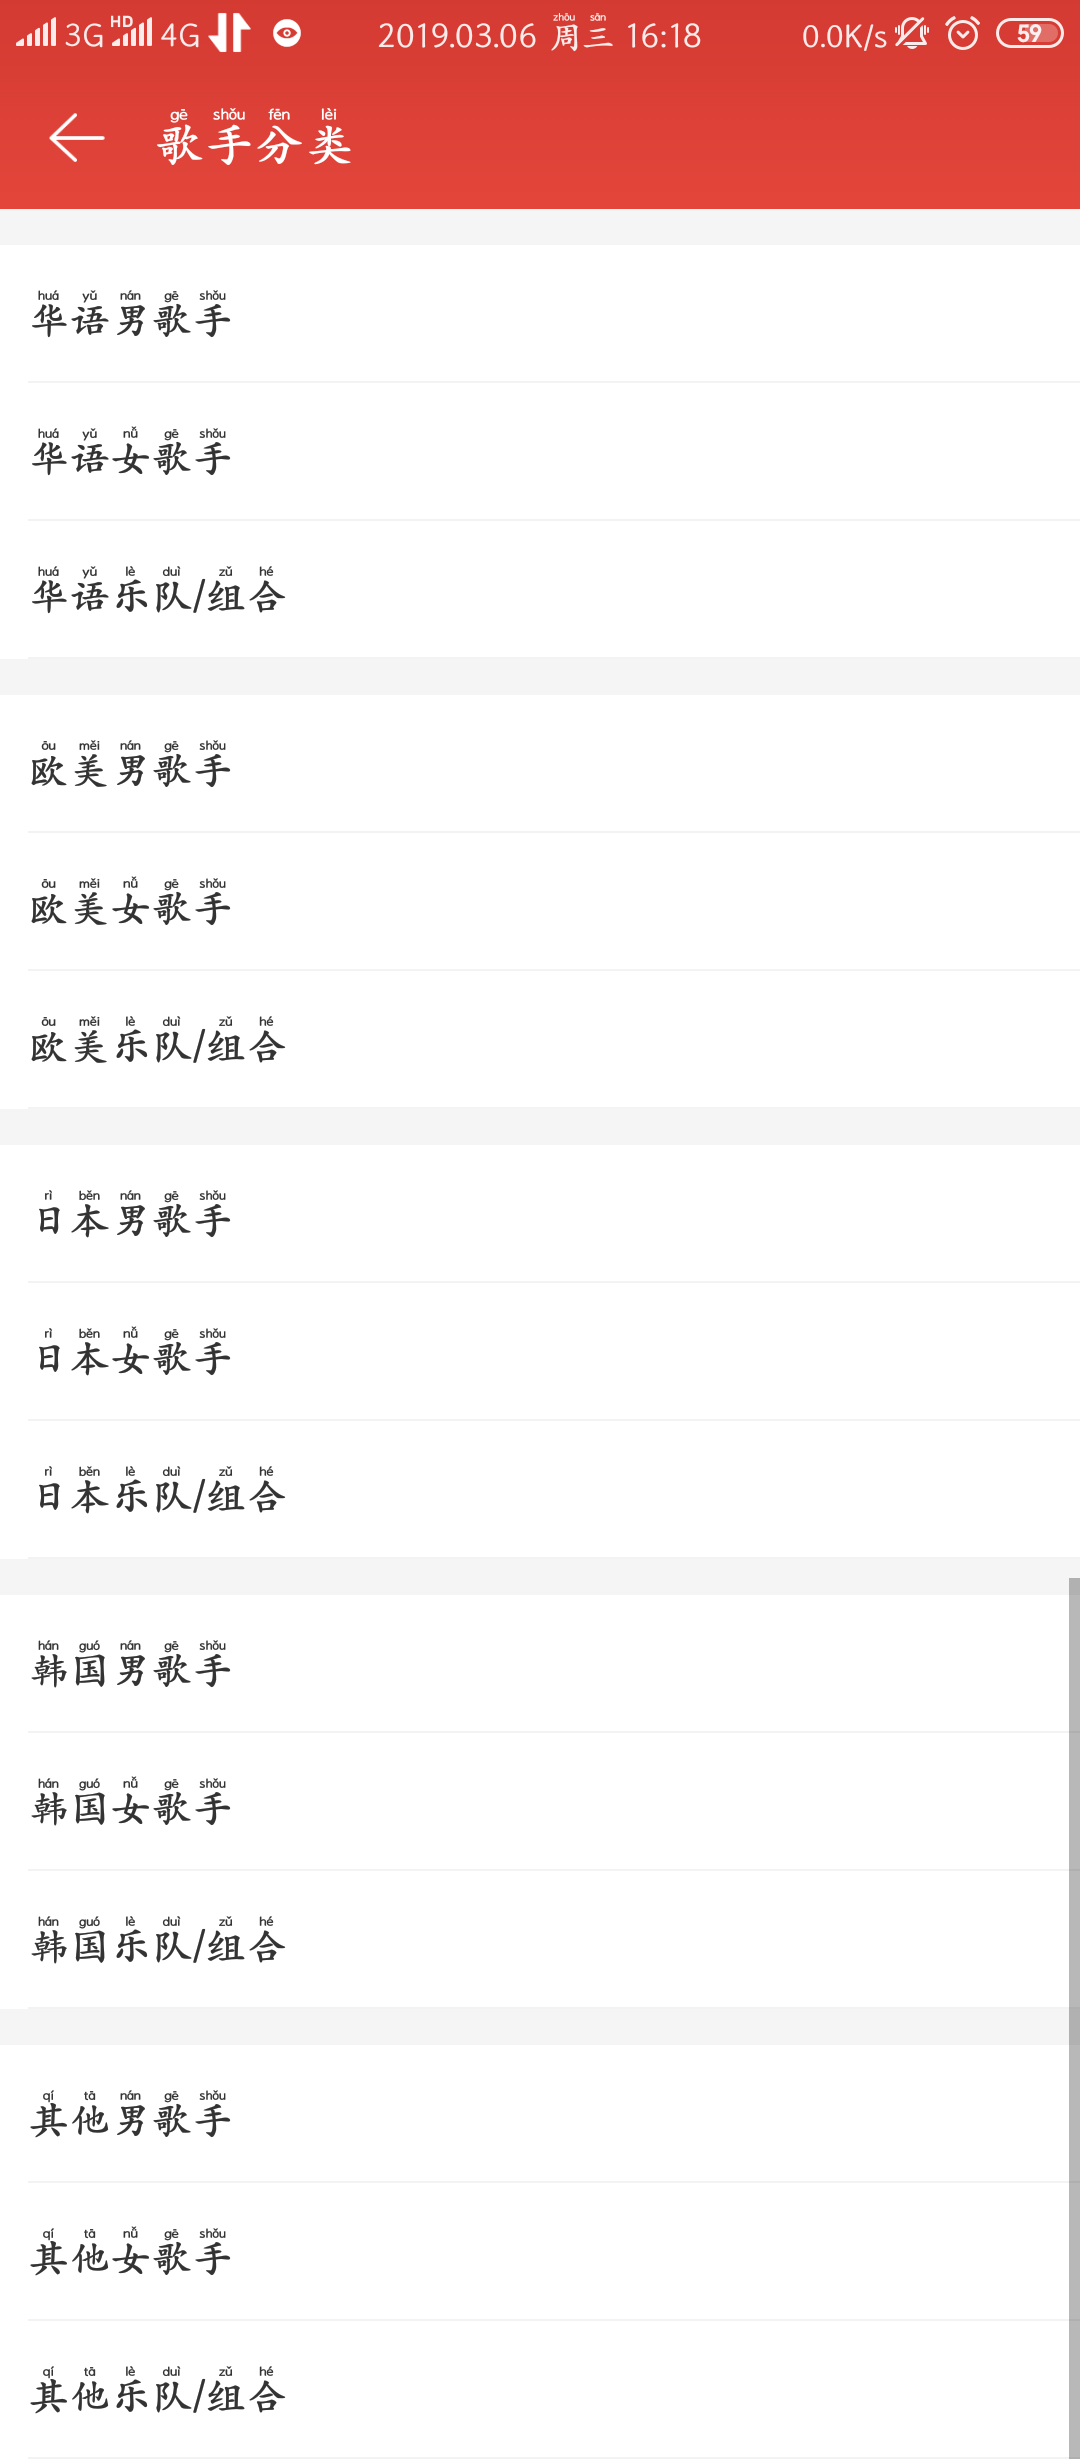 3G HD 4G 2019.03.06 周三 16:18 0.0K/s 59
zhōu sān
gē shǒu fēn lèi
歌手分类
huá yǔ nán gē shǒu
华语男歌手
huá yǔ nǚ gē shǒu
华语女歌手
huá yǔ lè duì zǔ hé
华语乐队/组合
ōu měi nán gē shǒu
欧美男歌手
ōu měi nǚ gē shǒu
欧美女歌手
ōu měi lè duì zǔ hé
欧美乐队/组合
rì běn nán gē shǒu
日本男歌手
rì běn nǚ gē shǒu
日本女歌手
rì běn lè duì zǔ hé
日本乐队/组合
hán guó nán gē shǒu
韩国男歌手
hán guó nǚ gē shǒu
韩国女歌手
hán guó lè duì zǔ hé
韩国乐队/组合
qí tā nán gē shǒu
其他男歌手
qí tā nǚ gē shǒu
其他女歌手
qí tā lè duì zǔ hé
其他乐队/组合